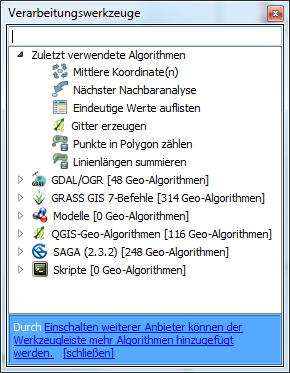 Verarbeitungswerkzeuge
Zuletzt verwendete Algorithmen
Mittlere Koordinate(n)
Nächster Nachbaranalyse
Eindeutige Werte auflisten
Gitter erzeugen
Punkte in Polygon zählen
Linienlängen summieren
GDAL/OGR [48 Geo-Algorithmen]
GRASS GIS 7-Befehle [314 Geo-Algorithmen]
Modelle [0 Geo-Algorithmen]
QGIS-Geo-Algorithmen [116 Geo-Algorithmen]
SAGA (2.3.2) [248 Geo-Algorithmen]
Skripte [0 Geo-Algorithmen]
Durch Einschalten weiterer Anbieter können der
Werkzeugleiste mehr Algorithmen hinzugefügt
werden. [schließen]